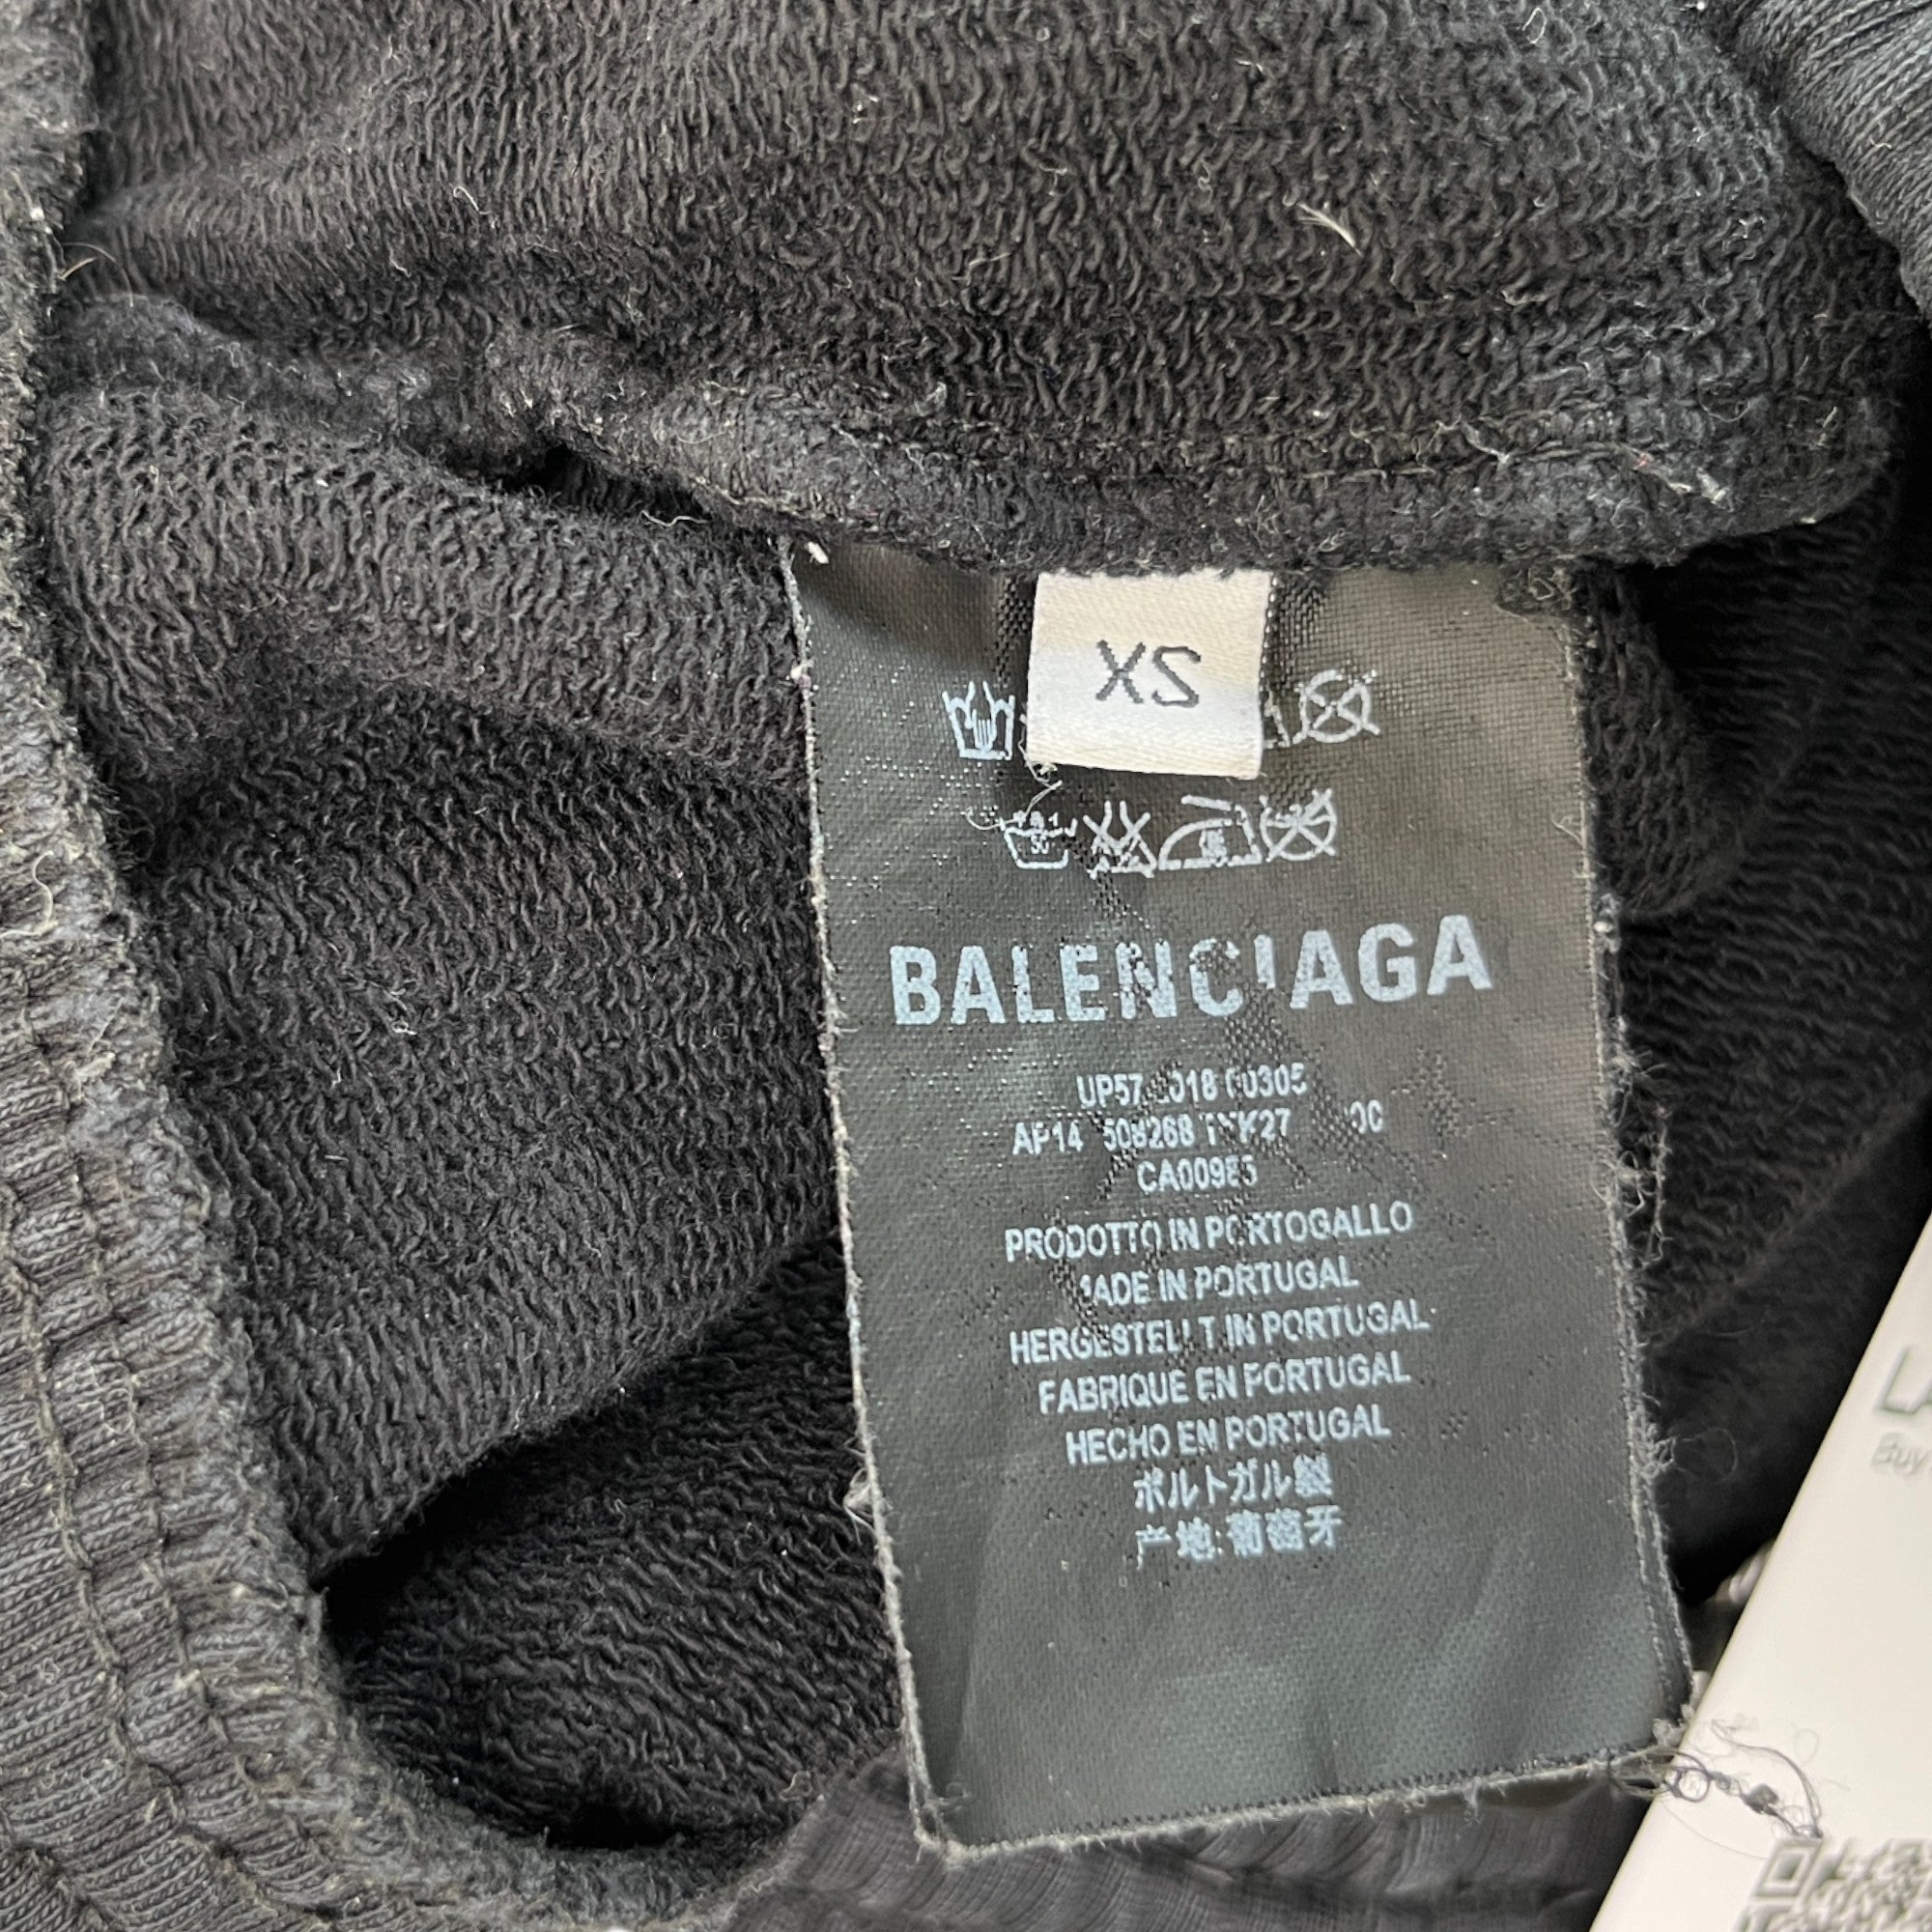 XS
BALENCIAGA
CA00985
PRODOTTO IN PORTOGALLO
MADE IN PORTUGAL
HERGESTELLT IN PORTUGAL
FABRIQUE EN PORTUGAL
HECHO EN PORTUGAL
ポルトガル製
产地:葡萄牙
Buy